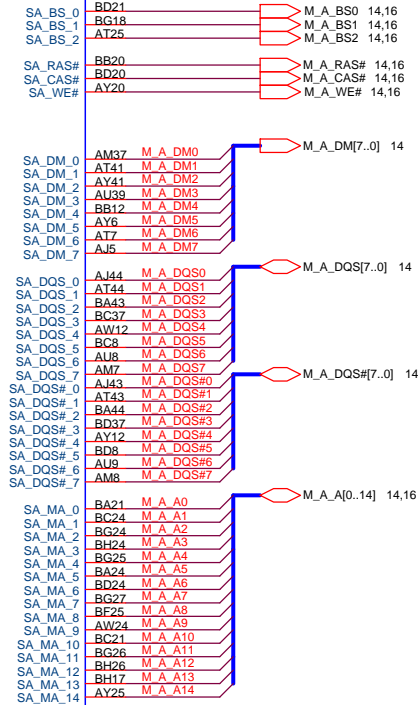 SA_BS_0 BD21 M_A_BS0 14,16
SA_BS_1 BG18 M_A_BS1 14,16
SA_BS_2 AT25 M_A_BS2 14,16
SA_RAS# BB20 M_A_RAS# 14,16
SA_CAS# BD20 M_A_CAS# 14,16
SA_WE# AY20 M_A_WE# 14,16
M_A_DM[7..0] 14
SA_DM_0 AM37 M_A_DM0
SA_DM_1 AT41 M_A_DM1
SA_DM_2 AY41 M_A_DM2
SA_DM_3 AU39 M_A_DM3
SA_DM_4 BB12 M_A_DM4
SA_DM_5 AY6 M_A_DM5
SA_DM_6 AT7 M_A_DM6
SA_DM_7 AJ5 M_A_DM7
M_A_DQS[7..0] 14
SA_DQS_0 AJ44 M_A_DQS0
SA_DQS_1 AT44 M_A_DQS1
SA_DQS_2 BA43 M_A_DQS2
SA_DQS_3 BC37 M_A_DQS3
SA_DQS_4 AW12 M_A_DQS4
SA_DQS_5 BC8 M_A_DQS5
SA_DQS_6 AU8 M_A_DQS6
SA_DQS_7 AM7 M_A_DQS7
M_A_DQS#[7..0] 14
SA_DQS#_0 AJ43 M_A_DQS#0
SA_DQS#_1 AT43 M_A_DQS#1
SA_DQS#_2 BA44 M_A_DQS#2
SA_DQS#_3 BD37 M_A_DQS#3
SA_DQS#_4 AY12 M_A_DQS#4
SA_DQS#_5 BD8 M_A_DQS#5
SA_DQS#_6 AU9 M_A_DQS#6
SA_DQS#_7 AM8 M_A_DQS#7
M_A_A[0..14] 14,16
SA_MA_0 BA21 M_A_A0
SA_MA_1 BC24 M_A_A1
SA_MA_2 BG24 M_A_A2
SA_MA_3 BH24 M_A_A3
SA_MA_4 BG25 M_A_A4
SA_MA_5 BA24 M_A_A5
SA_MA_6 BD24 M_A_A6
SA_MA_7 BG27 M_A_A7
SA_MA_8 BF25 M_A_A8
SA_MA_9 AW24 M_A_A9
SA_MA_10 BC21 M_A_A10
SA_MA_11 BG26 M_A_A11
SA_MA_12 BH26 M_A_A12
SA_MA_13 BH17 M_A_A13
SA_MA_14 AY25 M_A_A14